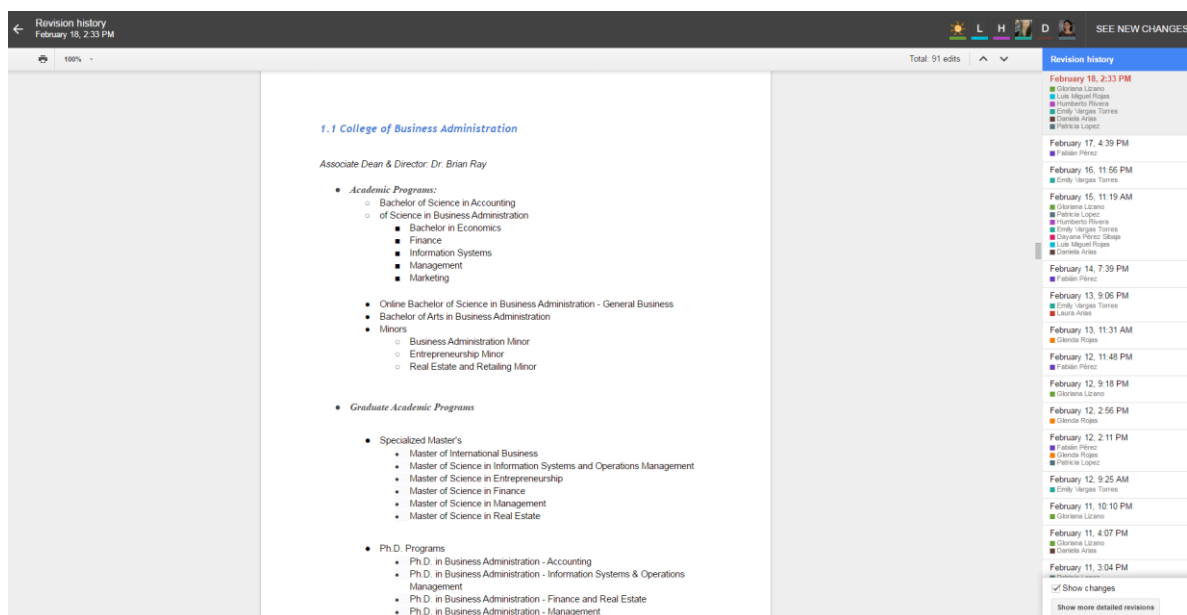 Revision history
February 18, 2:33 PM
L H D SEE NEW CHANGES
100%
Total: 91 edits
1.1 College of Business Administration
Associate Dean & Director: Dr. Brian Ray
Academic Programs:
Bachelor of Science in Accounting
of Science in Business Administration
Bachelor in Economics
Finance
Information Systems
Management
Marketing
Online Bachelor of Science in Business Administration - General Business
Bachelor of Arts in Business Administration
Minors
Business Administration Minor
Entrepreneurship Minor
Real Estate and Retailing Minor
Graduate Academic Programs
Specialized Master's
Master of International Business
Master of Science in Information Systems and Operations Management
Master of Science in Entrepreneurship
Master of Science in Finance
Master of Science in Management
Master of Science in Real Estate
Ph.D. Programs
Ph.D. in Business Administration - Accounting
Ph.D. in Business Administration - Information Systems & Operations
Management
Ph.D. in Business Administration - Finance and Real Estate
Ph.D. in Business Administration - Management
Revision history
February 18, 2:33 PM
Gloriana Lizano
Luis Miguel Rojas
Humberto Rivera
Emily Vargas Torres
Daniela Arias
Patricia Lopez
February 17, 4:39 PM
Fabián Pérez
February 16, 11:56 PM
Emily Vargas Torres
February 15, 11:19 AM
Gloriana Lizano
Patricia Lopez
Humberto Rivera
Emily Vargas Torres
Dayana Pérez Sibaja
Luis Miguel Rojas
Daniela Arias
February 14, 7:39 PM
Fabián Pérez
February 13, 9:06 PM
Emily Vargas Torres
Laura Arias
February 13, 11:31 AM
Glenda Rojas
February 12, 11:48 PM
Fabián Pérez
February 12, 9:18 PM
Gloriana Lizano
February 12, 2:56 PM
Glenda Rojas
February 12, 2:11 PM
Fabián Pérez
Glenda Rojas
Patricia Lopez
February 12, 9:25 AM
Emily Vargas Torres
February 11, 10:10 PM
Gloriana Lizano
February 11, 4:07 PM
Gloriana Lizano
Daniela Arias
February 11, 3:04 PM
Show changes
Show more detailed revisions